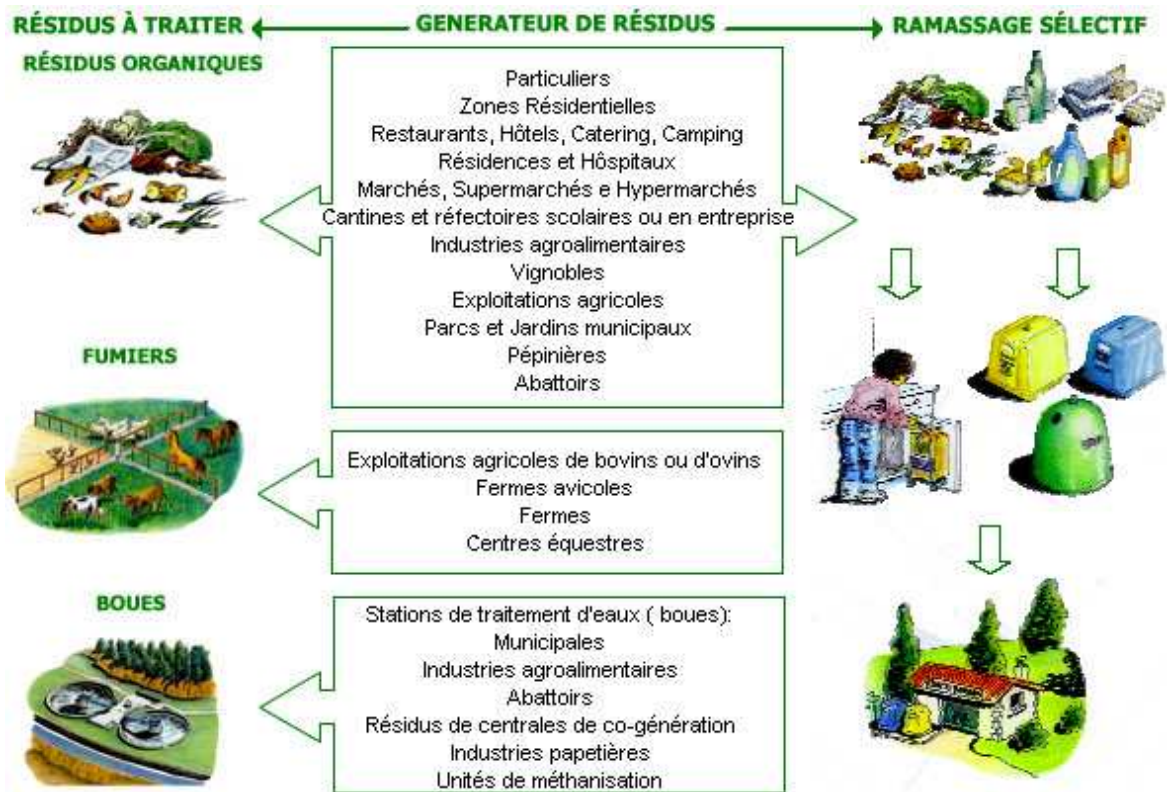 RÉSIDUS À TRAITER
GENERATEUR DE RÉSIDUS
RAMASSAGE SÉLECTIF
RÉSIDUS ORGANIQUES
Particuliers
Zones Résidentielles
Restaurants, Hôtels, Catering, Camping
Résidences et Hôspitaux
Marchés, Supermarchés e Hypermarchés
Cantines et réfectoires scolaires ou en entreprise
Industries agroalimentaires
Vignobles
Exploitations agricoles
Parcs et Jardins municipaux
Pépinières
Abattoirs
FUMIERS
Exploitations agricoles de bovins ou d'ovins
Fermes avicoles
Fermes
Centres équestres
BOUES
Stations de traitement d'eaux ( boues):
Municipales
Industries agroalimentaires
Abattoirs
Résidus de centrales de co-génération
Industries papetières
Unités de méthanisation